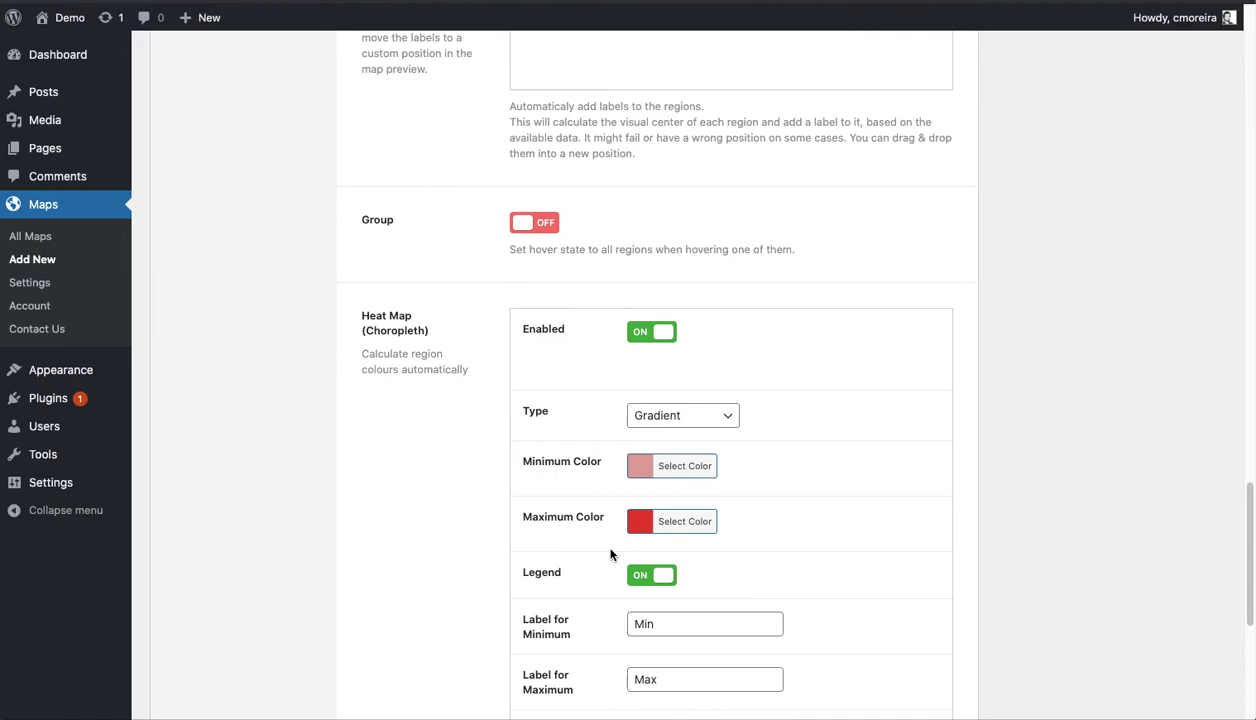 Demo 1 0 New Howdy, cmoreira
Dashboard
Posts
Media
Pages
Comments
Maps
All Maps
Add New
Settings
Account
Contact Us
Appearance
Plugins 1
Users
Tools
Settings
Collapse menu
move the labels to a
custom position in the
map preview.
Automaticaly add labels to the regions.
This will calculate the visual center of each region and add a label to it, based on the
available data. It might fail or have a wrong position on some cases. You can drag & drop
them into a new position.
Group
OFF
Set hover state to all regions when hovering one of them.
Heat Map
(Choropleth)
Calculate region
colours automatically
Enabled
ON
Type
Gradient
Minimum Color
Select Color
Maximum Color
Select Color
Legend
ON
Label for
Minimum
Min
Label for
Maximum
Max